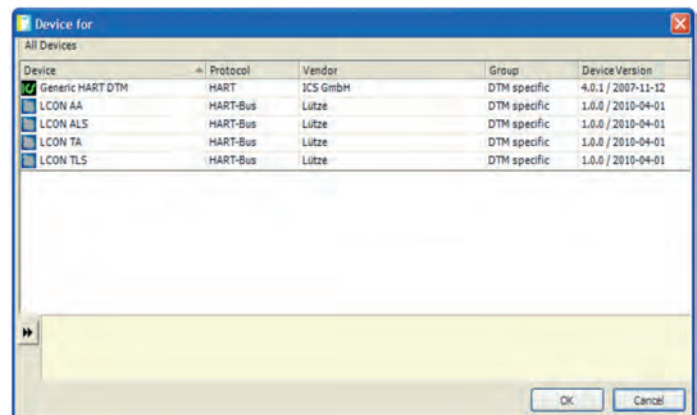 Device for
All Devices
Device Protocol Vendor Group Device Version
Generic HART DTM HART ICS GmbH DTM specific 4.0.1 / 2007-11-12
LCON AA HART-Bus Lütze DTM specific 1.0.0 / 2010-04-01
LCON ALS HART-Bus Lütze DTM specific 1.0.0 / 2010-04-01
LCON TA HART-Bus Lütze DTM specific 1.0.0 / 2010-04-01
LCON TLS HART-Bus Lütze DTM specific 1.0.0 / 2010-04-01
OK Cancel